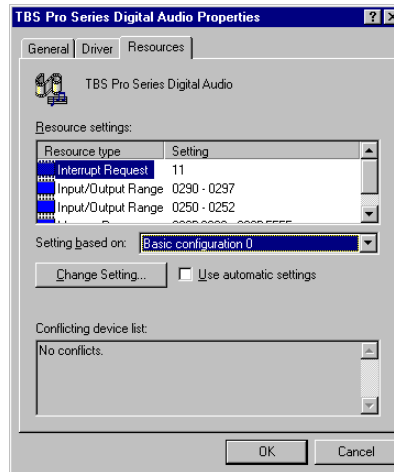 TBS Pro Series Digital Audio Properties
General Driver Resources
TBS Pro Series Digital Audio
Resource settings:
Resource type Setting
Interrupt Request 11
Input/Output Range 0290 - 0297
Input/Output Range 0250 - 0252
Setting based on: Basic configuration 0
Change Setting... Use automatic settings
Conflicting device list:
No conflicts.
OK Cancel